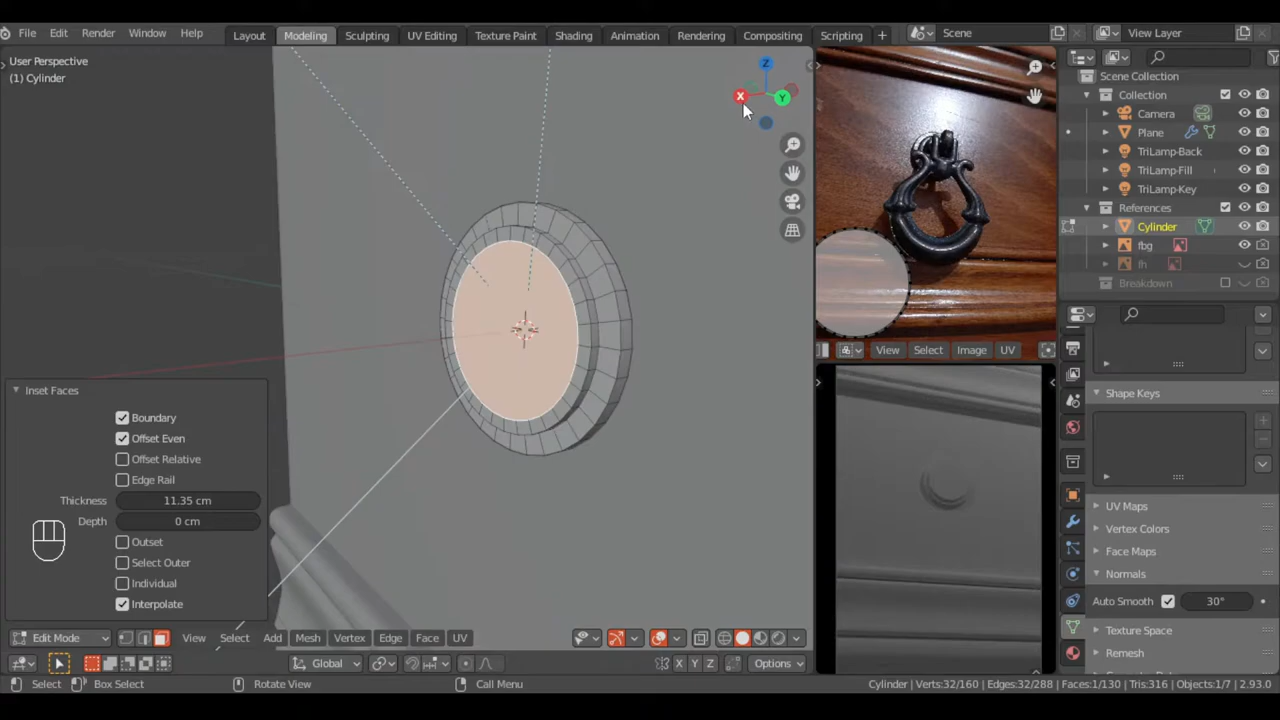 File Edit Render Window Help Layout Modeling Sculpting UV Editing Texture Paint Shading Animation Rendering Compositing Scripting + Scene View Layer
User Perspective
(1) Cylinder
Z
X Y
Scene Collection
Collection
Camera
Plane
TriLamp-Back
TriLamp-Fill
TriLamp-Key
References
Cylinder
fbg
fh
Breakdown
View Select Image UV
Inset Faces
Boundary
Offset Even
Offset Relative
Edge Rail
Thickness 11.35 cm
Depth 0 cm
Outset
Select Outer
Individual
Interpolate
Shape Keys
UV Maps
Vertex Colors
Face Maps
Normals
Auto Smooth 30°
Texture Space
Remesh
Edit Mode View Select Add Mesh Vertex Edge Face UV
Global X Y Z Options
Select Box Select Rotate View Call Menu Cylinder | Verts:32/160 | Edges:32/288 | Faces:1/130 | Tris:316 | Objects:1/7 | 2.93.0